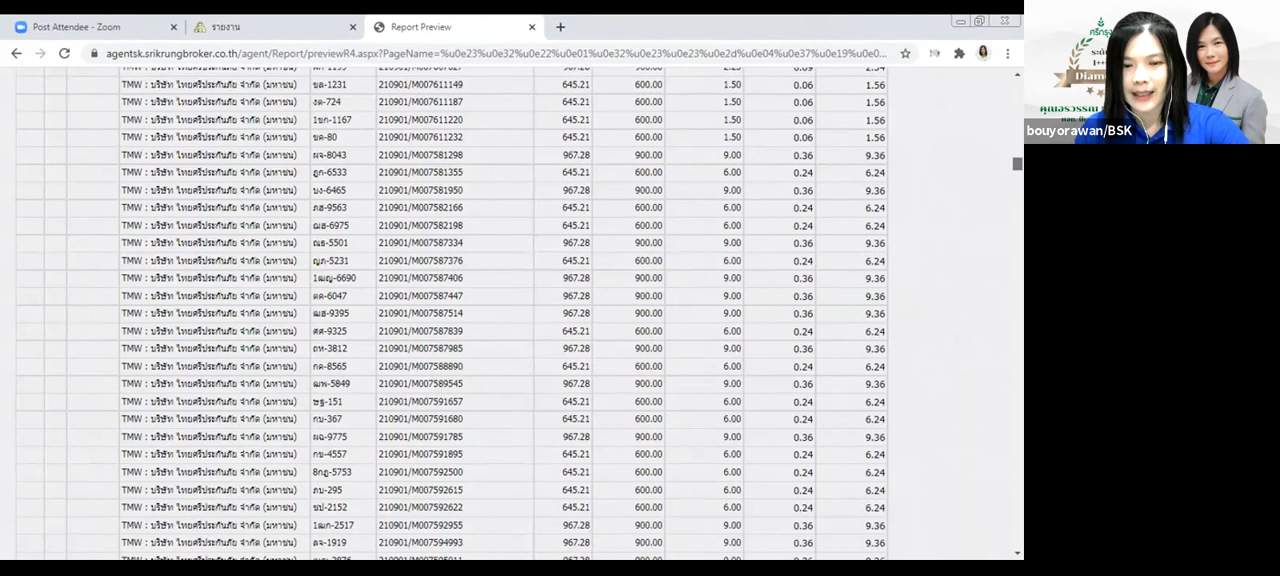 Post Attendee - Zoom
รายงาน
Report Preview
agentsk.srikrungbroker.co.th/agent/Report/previewR4.aspx?PageName=%u0e23%u0e32%u0e22%u0e01%u0e32%u0e23%u0e23%u0e2d%u0e04%u0e37%u0e19%u0e...
TMW : บริษัท ไทยศรีประกันภัย จำกัด (มหาชน) ขล-1231 210901/M007611149 645.21 600.00 1.50 0.06 1.56
TMW : บริษัท ไทยศรีประกันภัย จำกัด (มหาชน) งต-724 210901/M007611187 645.21 600.00 1.50 0.06 1.56
TMW : บริษัท ไทยศรีประกันภัย จำกัด (มหาชน) 1ขก-1167 210901/M007611220 645.21 600.00 1.50 0.06 1.56
TMW : บริษัท ไทยศรีประกันภัย จำกัด (มหาชน) ขค-80 210901/M007611232 645.21 600.00 1.50 0.06 1.56
TMW : บริษัท ไทยศรีประกันภัย จำกัด (มหาชน) ผจ-8043 210901/M007581298 967.28 900.00 9.00 0.36 9.36
TMW : บริษัท ไทยศรีประกันภัย จำกัด (มหาชน) ฎก-6533 210901/M007581355 645.21 600.00 6.00 0.24 6.24
TMW : บริษัท ไทยศรีประกันภัย จำกัด (มหาชน) บง-6465 210901/M007581950 967.28 900.00 9.00 0.36 9.36
TMW : บริษัท ไทยศรีประกันภัย จำกัด (มหาชน) ภฮ-9563 210901/M007582166 645.21 600.00 6.00 0.24 6.24
TMW : บริษัท ไทยศรีประกันภัย จำกัด (มหาชน) ฌฮ-6975 210901/M007582198 645.21 600.00 6.00 0.24 6.24
TMW : บริษัท ไทยศรีประกันภัย จำกัด (มหาชน) ณธ-5501 210901/M007587334 967.28 900.00 9.00 0.36 9.36
TMW : บริษัท ไทยศรีประกันภัย จำกัด (มหาชน) ญภ-5231 210901/M007587376 645.21 600.00 6.00 0.24 6.24
TMW : บริษัท ไทยศรีประกันภัย จำกัด (มหาชน) 1ฒญ-6690 210901/M007587406 967.28 900.00 9.00 0.36 9.36
TMW : บริษัท ไทยศรีประกันภัย จำกัด (มหาชน) ตค-6047 210901/M007587447 967.28 900.00 9.00 0.36 9.36
TMW : บริษัท ไทยศรีประกันภัย จำกัด (มหาชน) ฌฮ-9395 210901/M007587514 967.28 900.00 9.00 0.36 9.36
TMW : บริษัท ไทยศรีประกันภัย จำกัด (มหาชน) ศศ-9325 210901/M007587839 645.21 600.00 6.00 0.24 6.24
TMW : บริษัท ไทยศรีประกันภัย จำกัด (มหาชน) ถห-3812 210901/M007587985 967.28 900.00 9.00 0.36 9.36
TMW : บริษัท ไทยศรีประกันภัย จำกัด (มหาชน) กด-8565 210901/M007588890 645.21 600.00 6.00 0.24 6.24
TMW : บริษัท ไทยศรีประกันภัย จำกัด (มหาชน) ฌพ-5849 210901/M007589545 967.28 900.00 9.00 0.36 9.36
TMW : บริษัท ไทยศรีประกันภัย จำกัด (มหาชน) ษฐ-151 210901/M007591657 645.21 600.00 6.00 0.24 6.24
TMW : บริษัท ไทยศรีประกันภัย จำกัด (มหาชน) กบ-367 210901/M007591680 645.21 600.00 6.00 0.24 6.24
TMW : บริษัท ไทยศรีประกันภัย จำกัด (มหาชน) ผฉ-9775 210901/M007591785 967.28 900.00 9.00 0.36 9.36
TMW : บริษัท ไทยศรีประกันภัย จำกัด (มหาชน) กข-4557 210901/M007591895 645.21 600.00 6.00 0.24 6.24
TMW : บริษัท ไทยศรีประกันภัย จำกัด (มหาชน) 8กฎ-5753 210901/M007592500 645.21 600.00 6.00 0.24 6.24
TMW : บริษัท ไทยศรีประกันภัย จำกัด (มหาชน) ภบ-295 210901/M007592615 645.21 600.00 6.00 0.24 6.24
TMW : บริษัท ไทยศรีประกันภัย จำกัด (มหาชน) ชป-2152 210901/M007592622 645.21 600.00 6.00 0.24 6.24
TMW : บริษัท ไทยศรีประกันภัย จำกัด (มหาชน) 1ฒก-2517 210901/M007592955 967.28 900.00 9.00 0.36 9.36
TMW : บริษัท ไทยศรีประกันภัย จำกัด (มหาชน) ลจ-1919 210901/M007594993 967.28 900.00 9.00 0.36 9.36
ศรีกรุง
bouyorawan/BSK